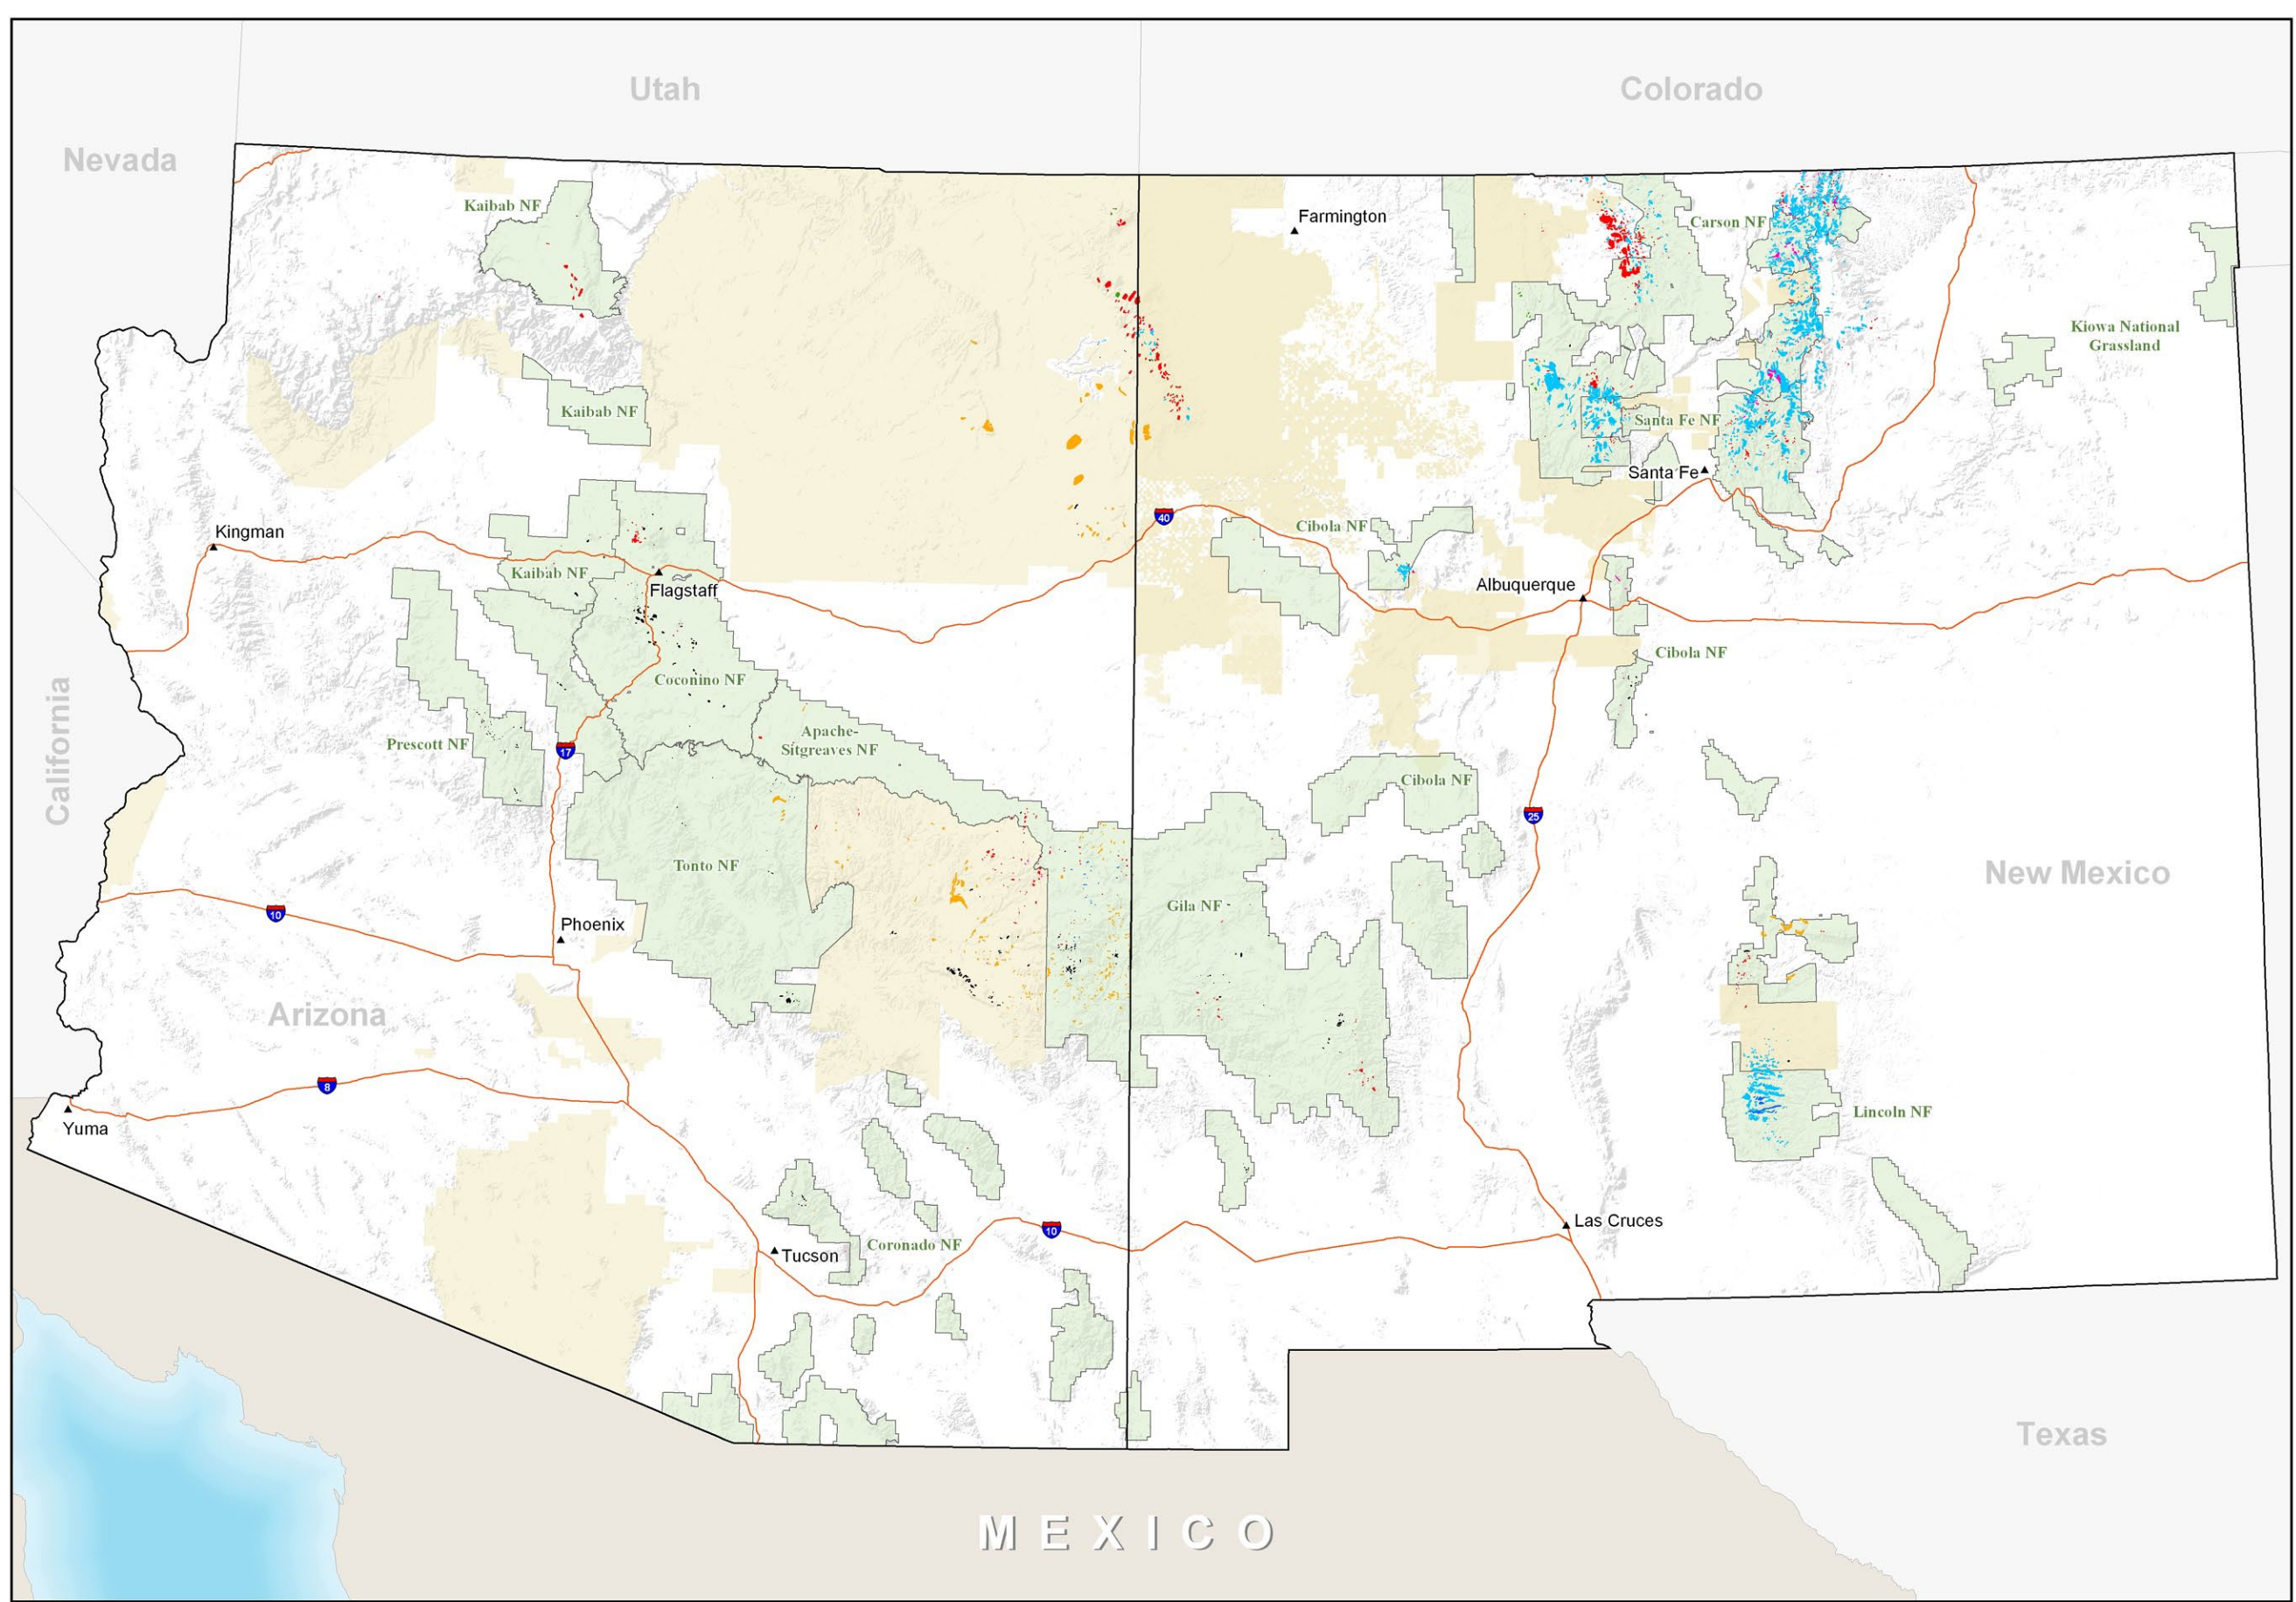 Utah
Colorado
Nevada
Kaibab NF
Farmington
Carson NF
Kiowa National
Grassland
Kaibab NF
Santa Fe NF
Santa Fe
Kingman
40
Cibola NF
Kaibab NF
Flagstaff
Albuquerque
Cibola NF
Coconino NF
California
Prescott NF
17
Apache-
Sitgreaves NF
Cibola NF
25
Tonto NF
New Mexico
Gila NF
10
Phoenix
Arizona
8
Yuma
Lincoln NF
Las Cruces
10
Coronado NF
Tucson
Texas
MEXICO